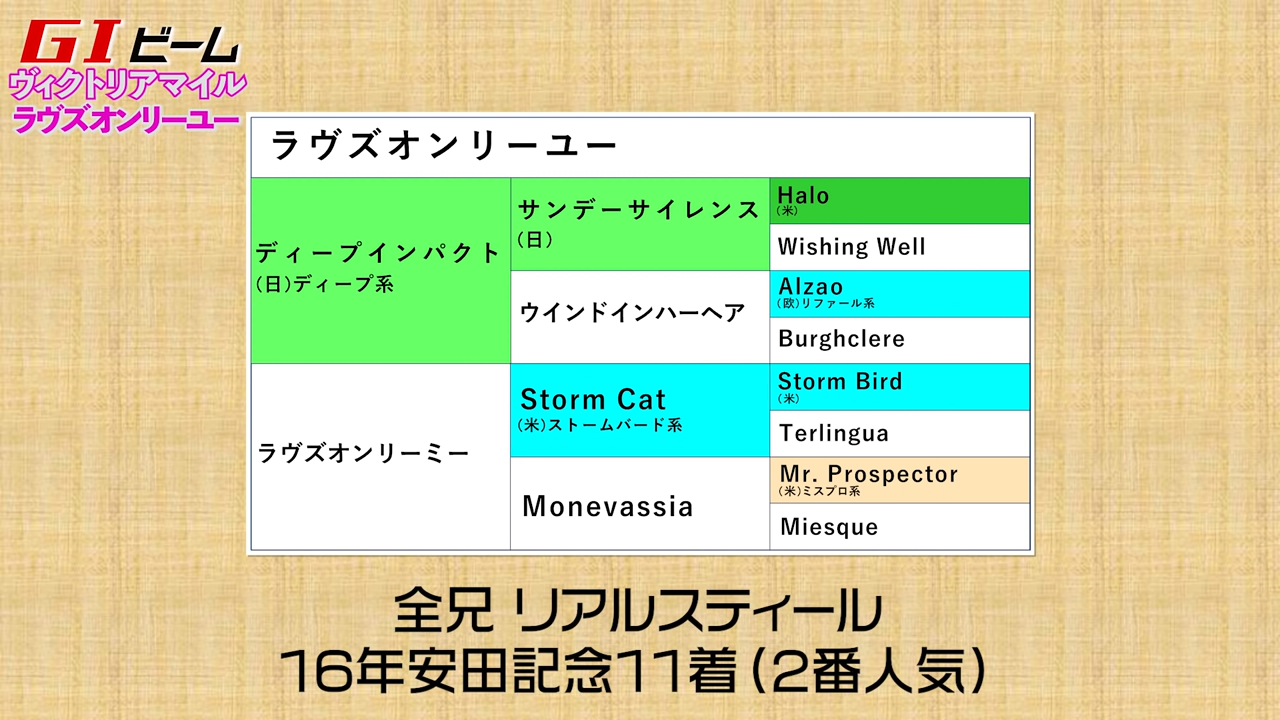 GI ビーム
ヴィクトリアマイル
ラヴズオンリーユー
ラヴズオンリーユー
ディープインパクト
(日)ディープ系
サンデーサイレンス
(日)
Halo
(米)
Wishing Well
ウインドインハーヘア
Alzao
(欧)リファール系
Burghclere
ラヴズオンリーミー
Storm Cat
(米)ストームバード系
Storm Bird
(米)
Terlingua
Monevassia
Mr. Prospector
(米)ミスプロ系
Miesque
全兄 リアルスティール
16年安田記念11着(2番人気)